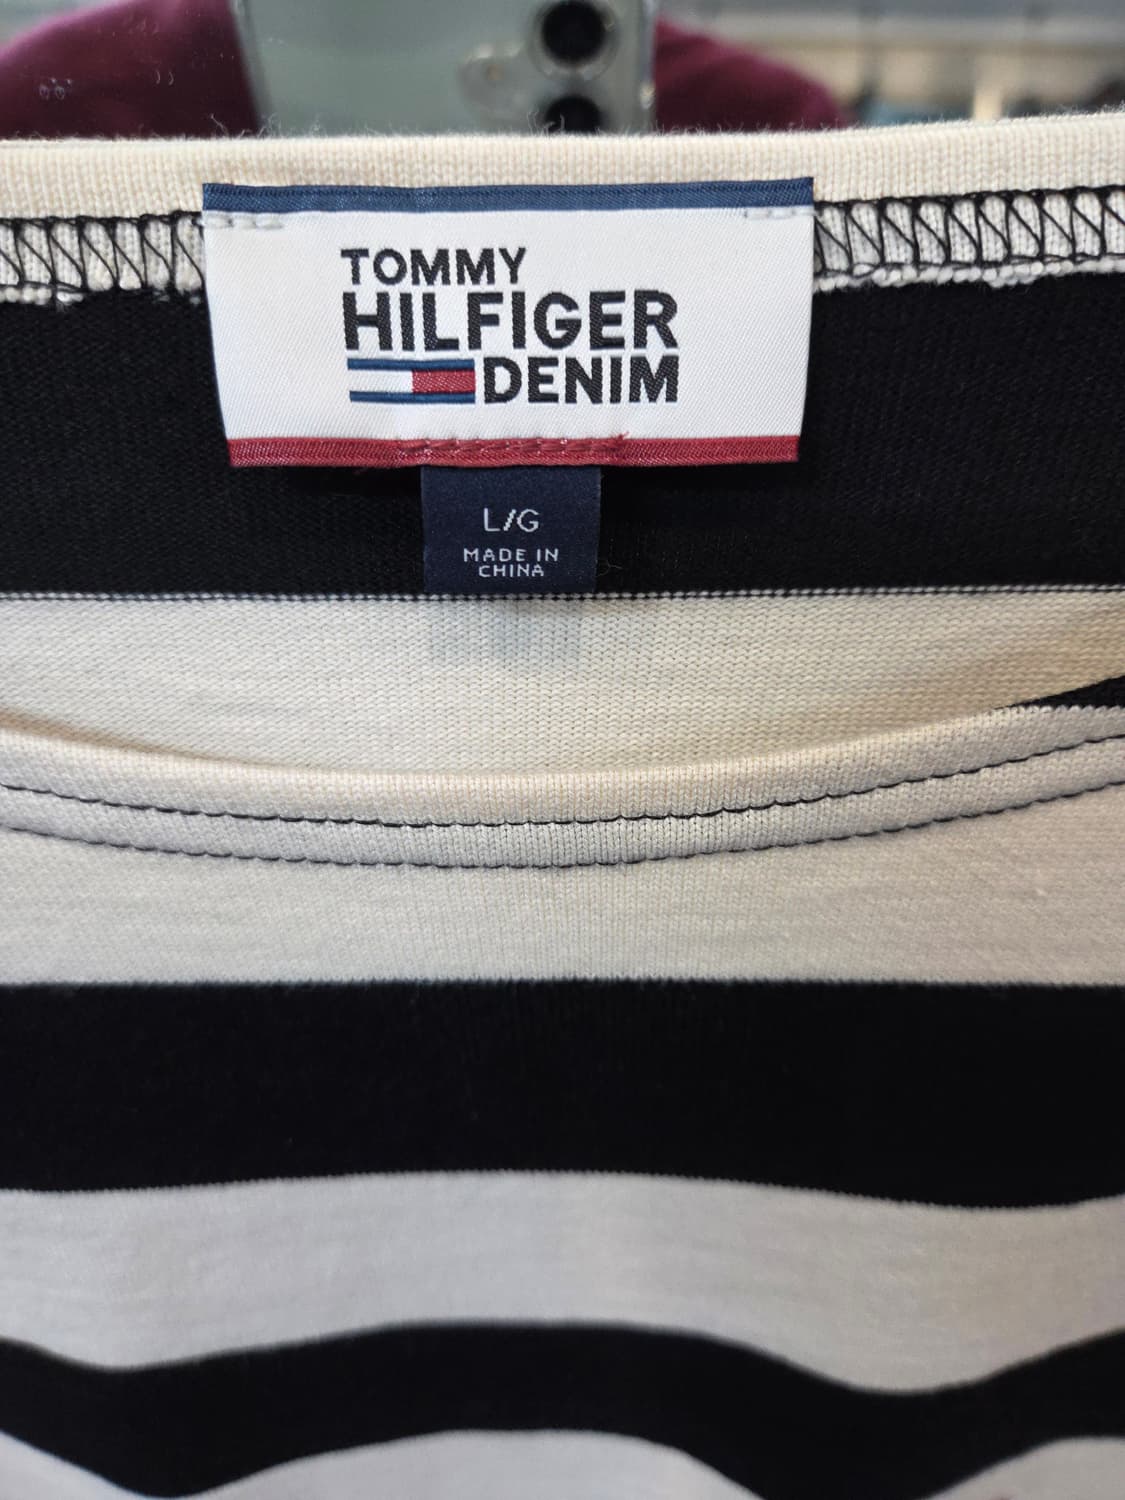 TOMMY
HILFIGER
DENIM
L/G
MADE IN
CHINA